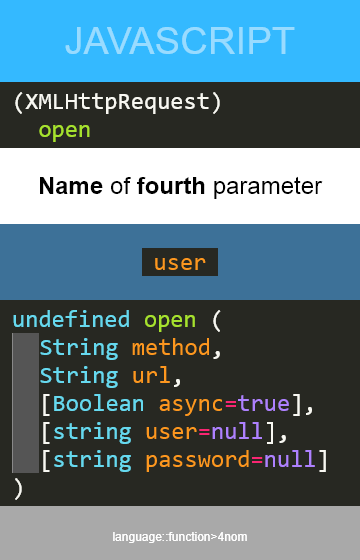 JAVASCRIPT
(XMLHttpRequest)
open
Name of fourth parameter
user
undefined open (
String method,
String url,
[Boolean async=true],
[string user=null],
[string password=null]
)
language::function>4nom